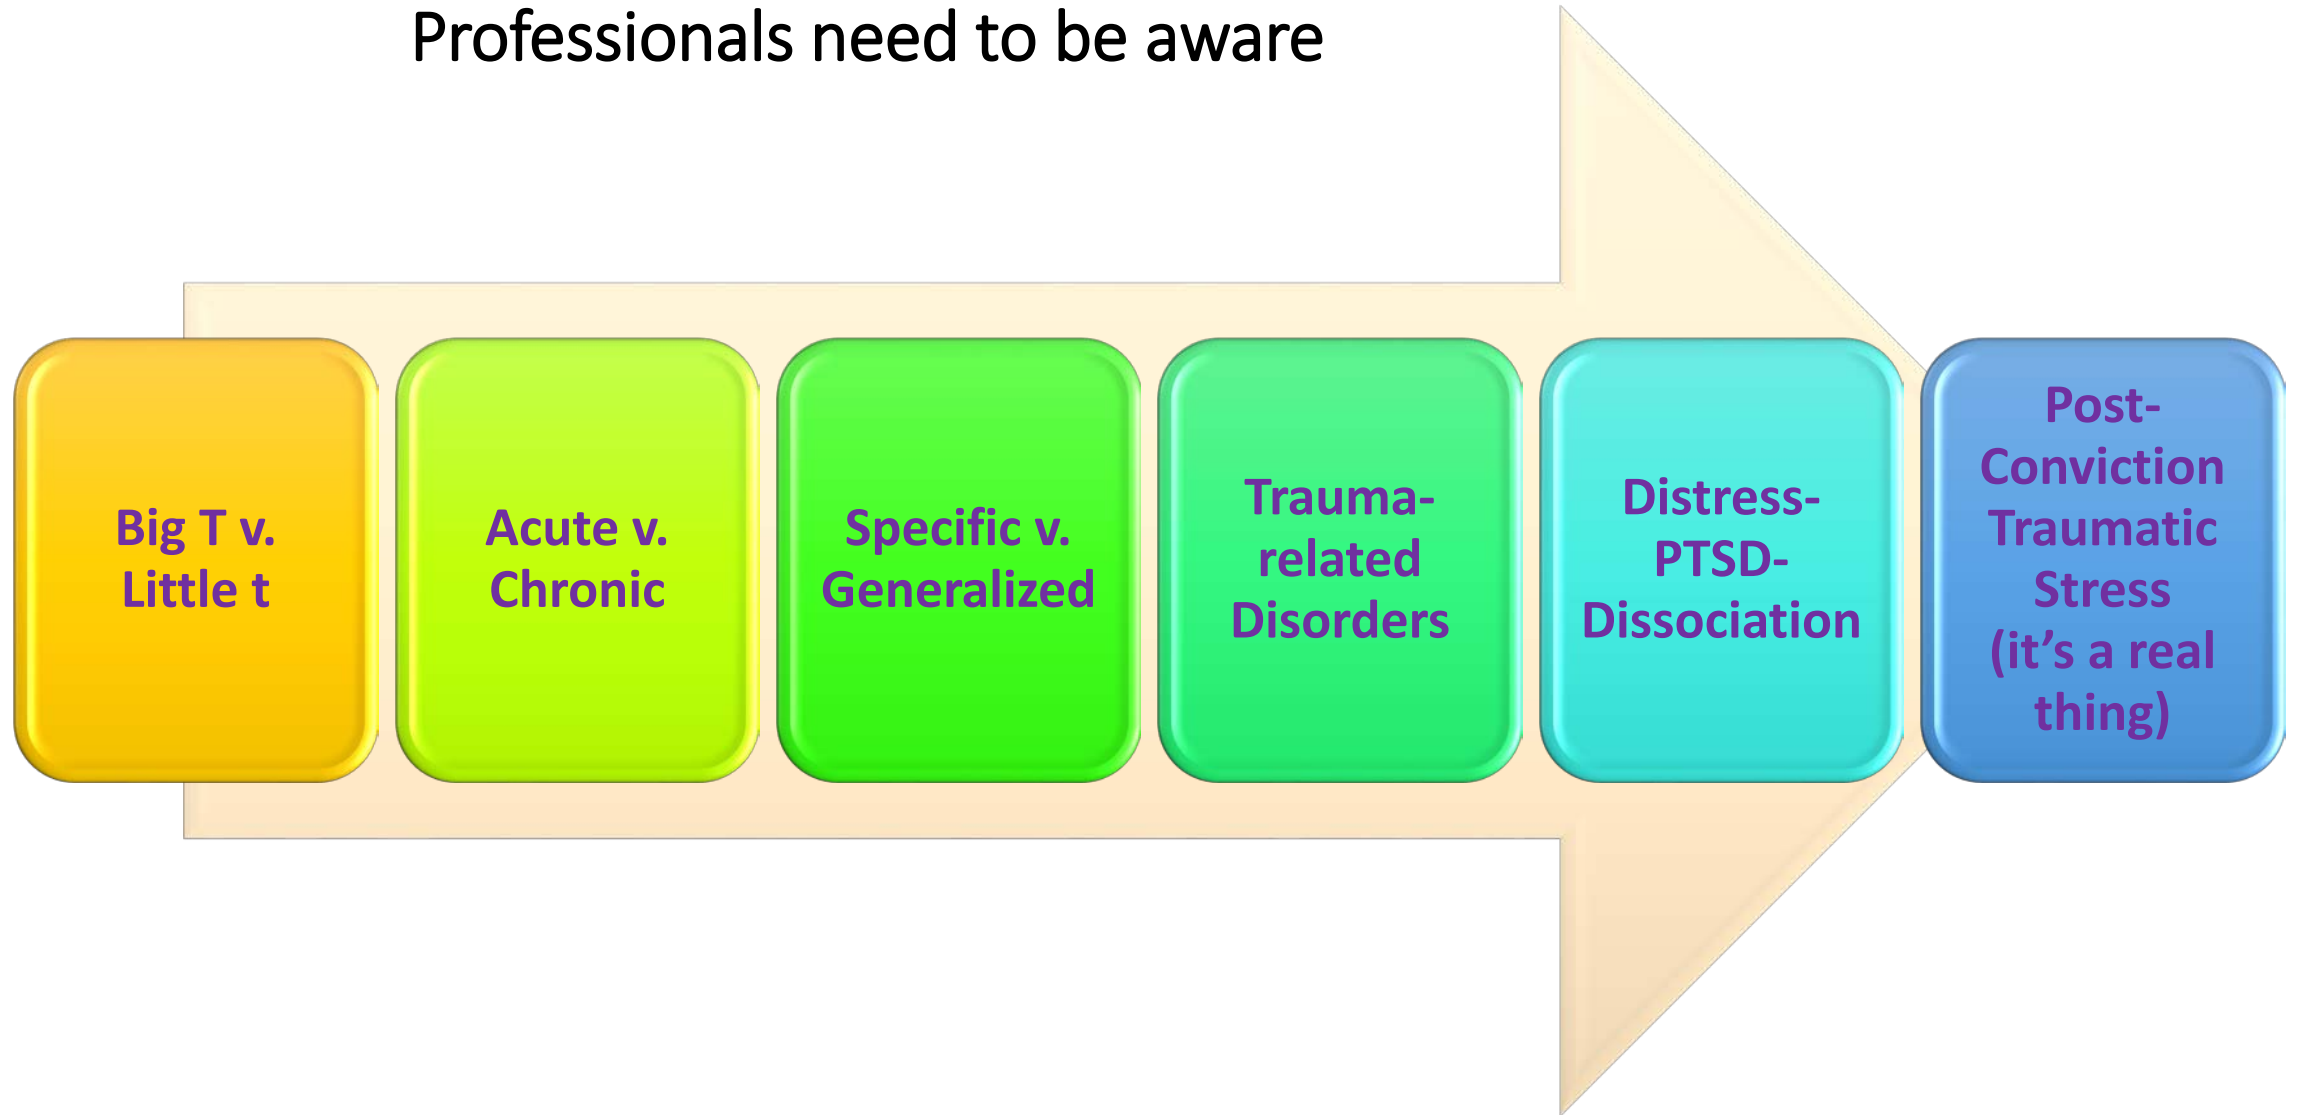 Professionals need to be aware
Big T v.
Little t
Acute v.
Chronic
Specific v.
Generalized
Trauma-
related
Disorders
Distress-
PTSD-
Dissociation
Post-
Conviction
Traumatic
Stress
(it’s a real
thing)